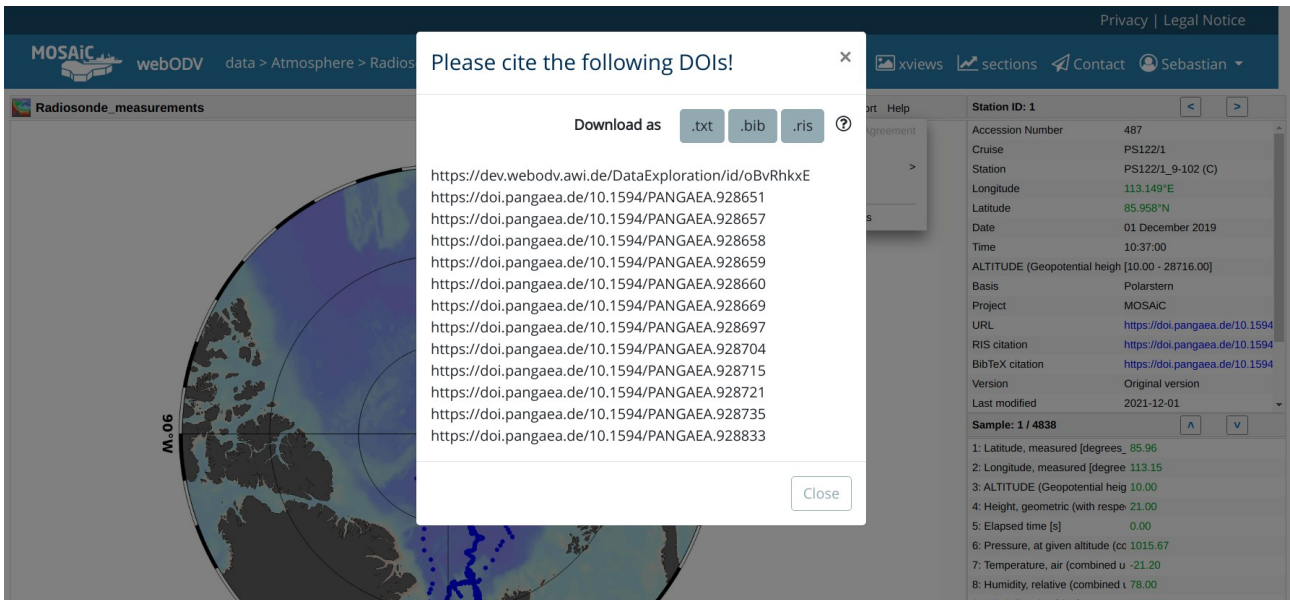 Privacy | Legal Notice
MOSAiC
webODV
data > Atmosphere > Radios
xviews
sections
Contact
Sebastian
Please cite the following DOIs!
×
Download as
.txt
.bib
.ris
?
https://dev.webodv.awi.de/DataExploration/id/oBvRhkxE
https://doi.pangaea.de/10.1594/PANGAEA.928651
https://doi.pangaea.de/10.1594/PANGAEA.928657
https://doi.pangaea.de/10.1594/PANGAEA.928658
https://doi.pangaea.de/10.1594/PANGAEA.928659
https://doi.pangaea.de/10.1594/PANGAEA.928660
https://doi.pangaea.de/10.1594/PANGAEA.928669
https://doi.pangaea.de/10.1594/PANGAEA.928697
https://doi.pangaea.de/10.1594/PANGAEA.928704
https://doi.pangaea.de/10.1594/PANGAEA.928715
https://doi.pangaea.de/10.1594/PANGAEA.928721
https://doi.pangaea.de/10.1594/PANGAEA.928735
https://doi.pangaea.de/10.1594/PANGAEA.928833
Close
Radiosonde_measurements
90°W
ort Help
Agreement
>
s
Station ID: 1 < >
Accession Number 487
Cruise PS122/1
Station PS122/1_9-102 (C)
Longitude 113.149°E
Latitude 85.958°N
Date 01 December 2019
Time 10:37:00
ALTITUDE (Geopotential heigh [10.00 - 28716.00]
Basis Polarstern
Project MOSAiC
URL https://doi.pangaea.de/10.1594
RIS citation https://doi.pangaea.de/10.1594
BibTeX citation https://doi.pangaea.de/10.1594
Version Original version
Last modified 2021-12-01
Sample: 1 / 4838 ʌ v
1: Latitude, measured [degrees_ 85.96
2: Longitude, measured [degree 113.15
3: ALTITUDE (Geopotential heig 10.00
4: Height, geometric (with respe 21.00
5: Elapsed time [s] 0.00
6: Pressure, at given altitude (cc 1015.67
7: Temperature, air (combined u -21.20
8: Humidity, relative (combined u 78.00